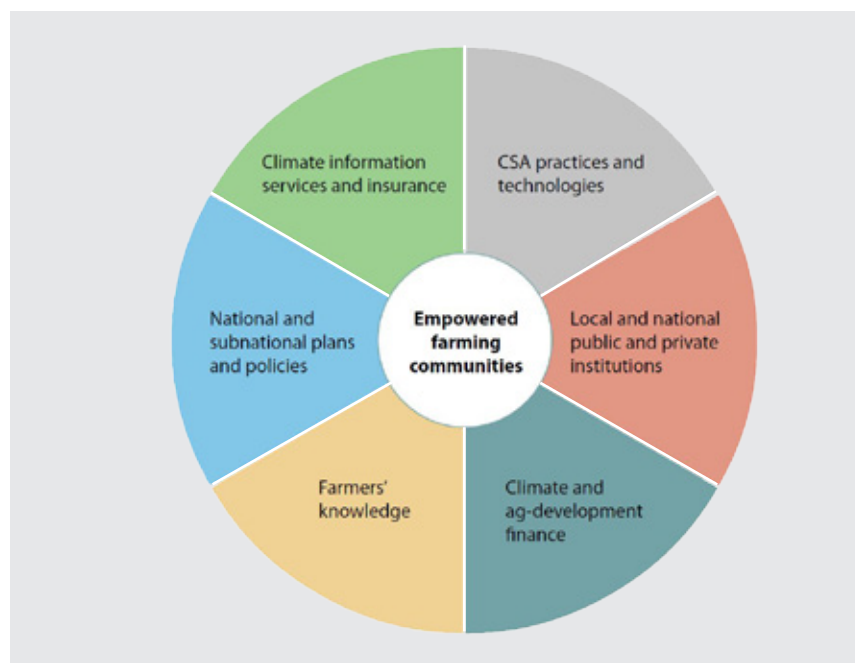 Climate information
services and insurance
CSA practices and
technologies
National and
subnational plans
and policies
Empowered
farming
communities
Local and national
public and private
institutions
Farmers’
knowledge
Climate and
ag-development
finance